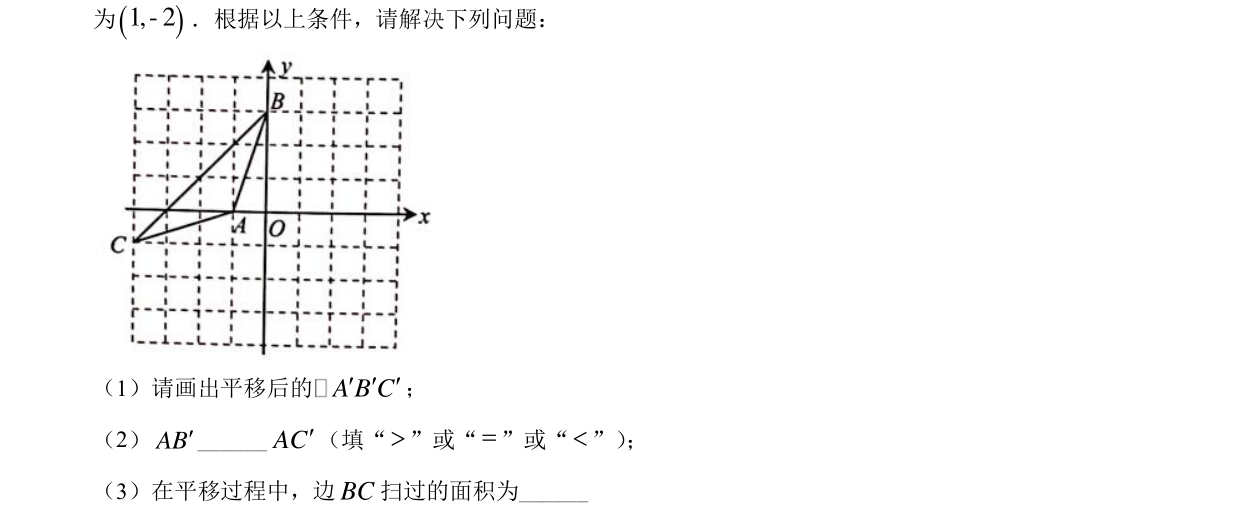 为(1,-2)．根据以上条件，请解决下列问题：
y
B
A
O
x
C
（1）请画出平移后的□A′B′C′；
（2）AB′______AC′（填“>”或“=”或“<”）；
（3）在平移过程中，边BC扫过的面积为______